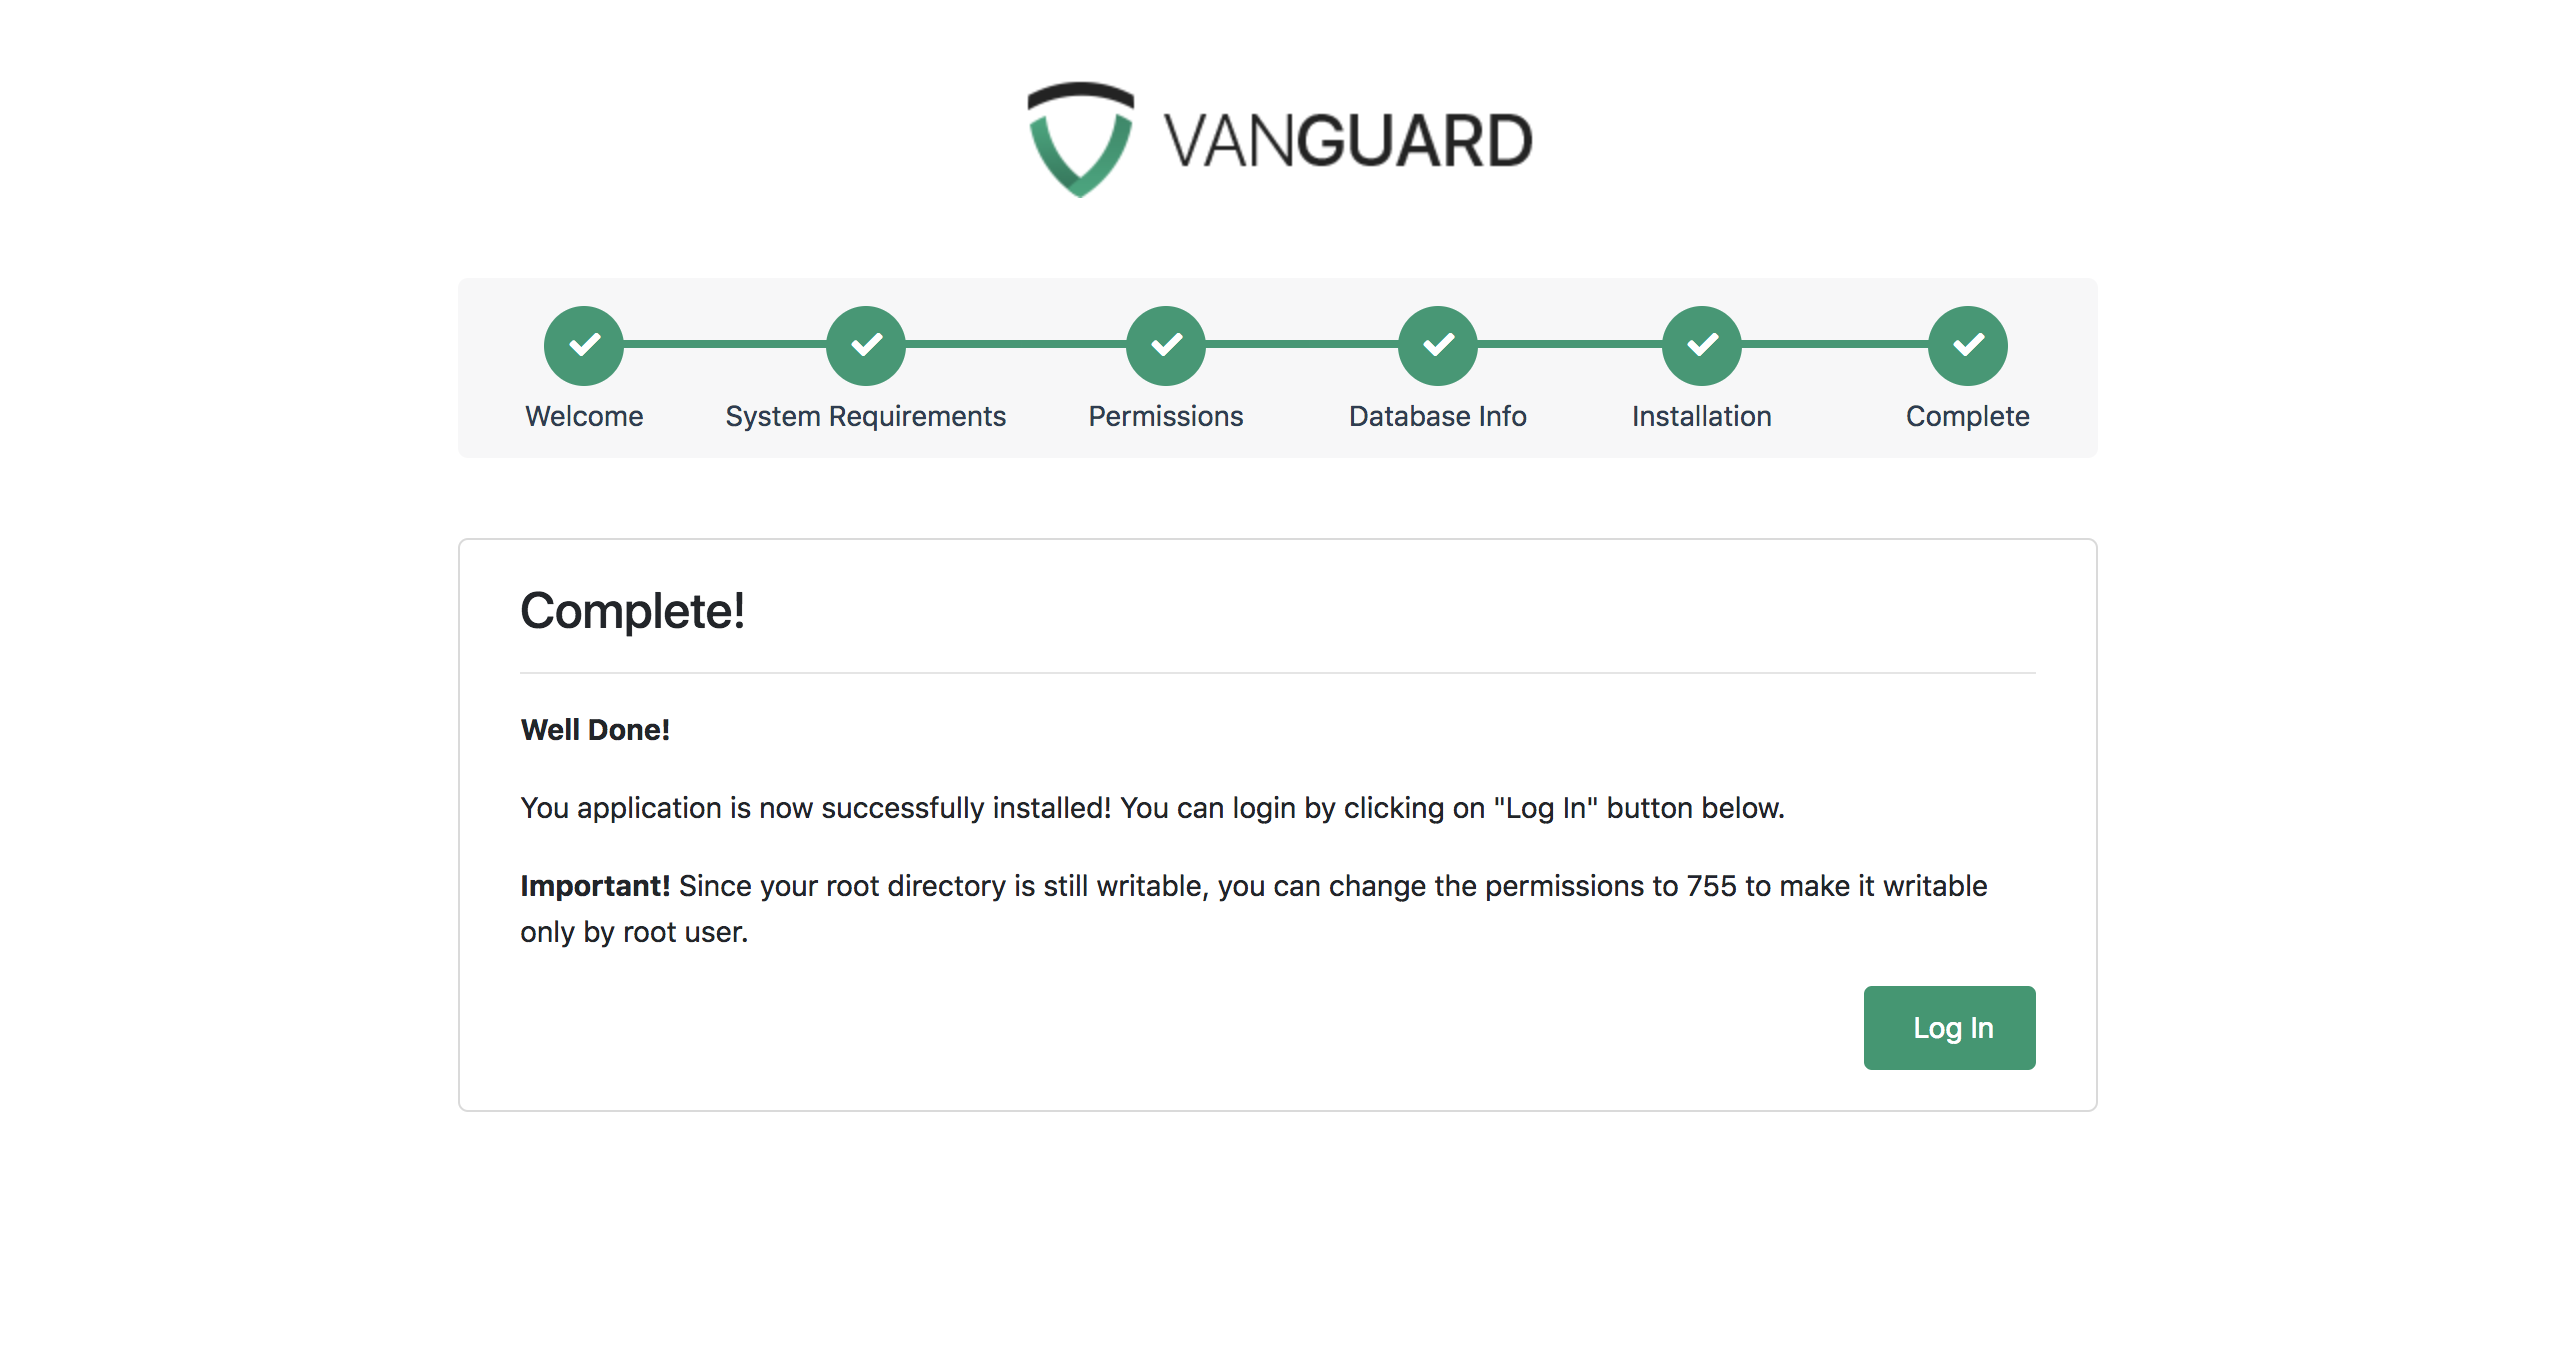 VANGUARD
Welcome
System Requirements
Permissions
Database Info
Installation
Complete
Complete!
Well Done!
You application is now successfully installed! You can login by clicking on "Log In" button below.
Important! Since your root directory is still writable, you can change the permissions to 755 to make it writable
only by root user.
Log In